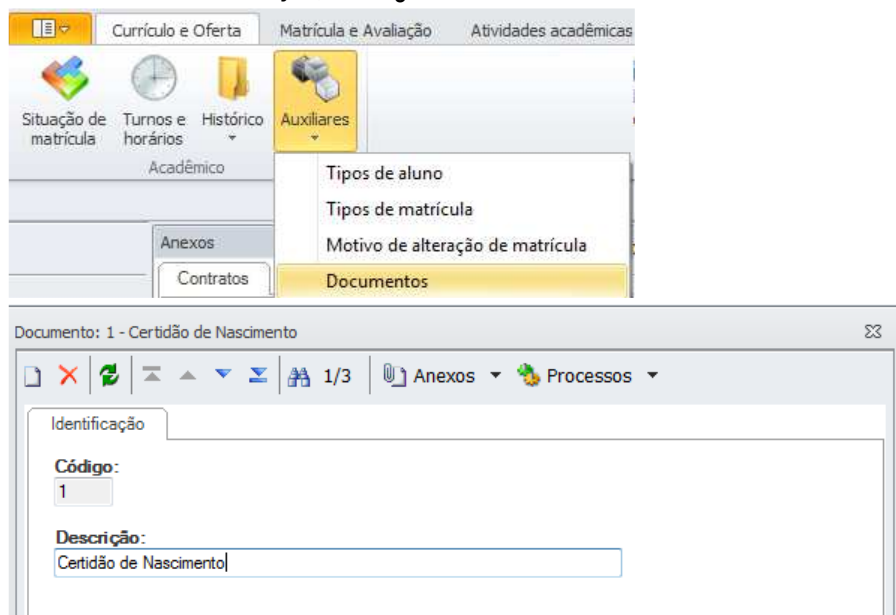 Currículo e Oferta Matrícula e Avaliação Atividades acadêmicas
Situação de matrícula Turnos e horários Histórico Auxiliares
Acadêmico
Tipos de aluno
Tipos de matrícula
Anexos
Motivo de alteração de matrícula
Contratos
Documentos
Documento: 1 - Certidão de Nascimento
1/3 Anexos Processos
Identificação
Código:
1
Descrição:
Certidão de Nascimento